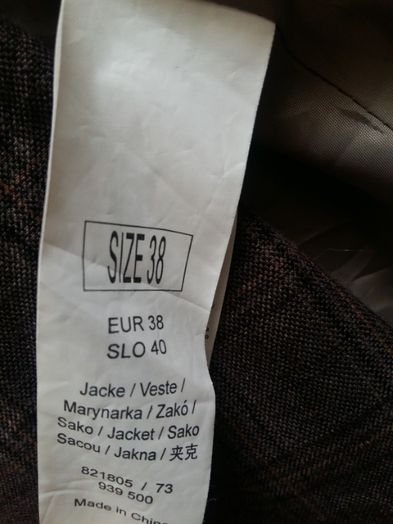 SIZE 38
EUR 38
SLO 40
Jacke / Veste /
Marynarka / Zakó /
Sako / Jacket / Sako
Sacou / Jakna / 夹克
821805 / 73
939 500
Made in China